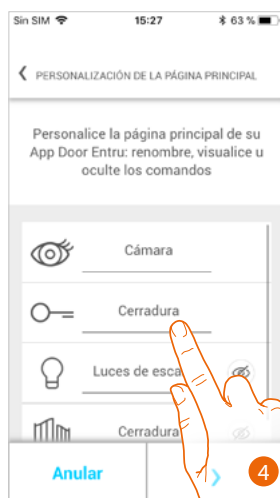 Sin SIM 15:27 63 %
PERSONALIZACIÓN DE LA PÁGINA PRINCIPAL
Personalice la página principal de su
App Door Entru: renombre, visualice u
oculte los comandos
Cámara
Cerradura
Luces de esca
Cerradura
Anular
4